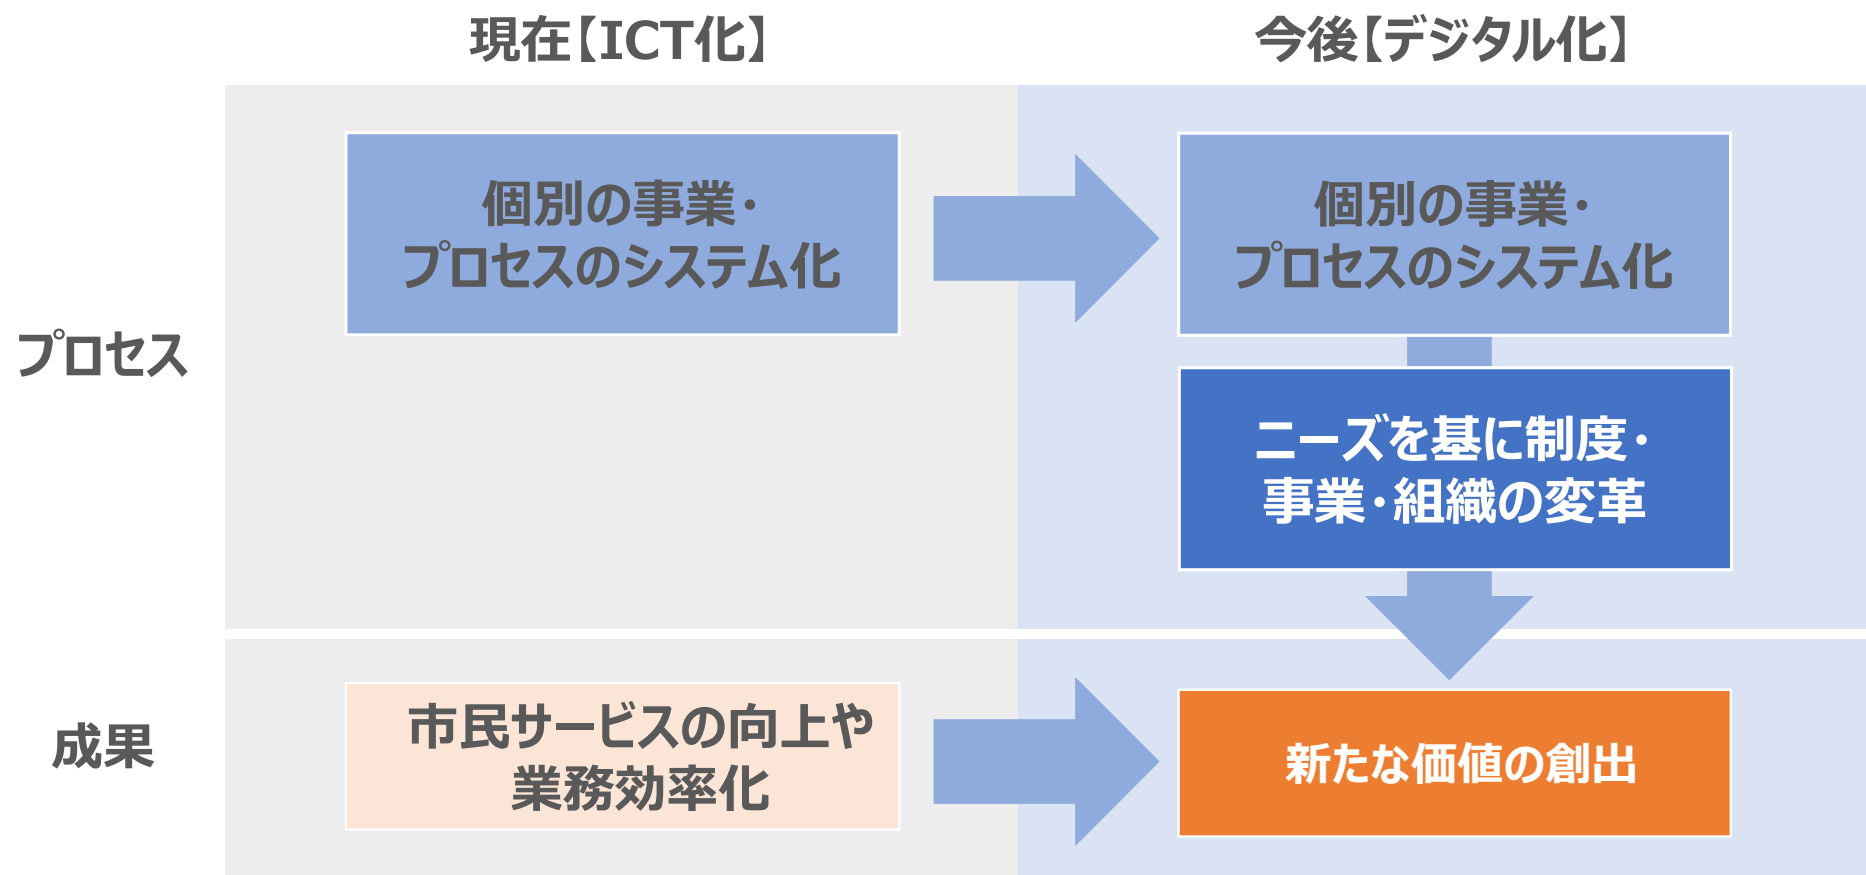 現在【ICT化】
今後【デジタル化】
プロセス
個別の事業・
プロセスのシステム化
個別の事業・
プロセスのシステム化
ニーズを基に制度・
事業・組織の変革
成果
市民サービスの向上や
業務効率化
新たな価値の創出